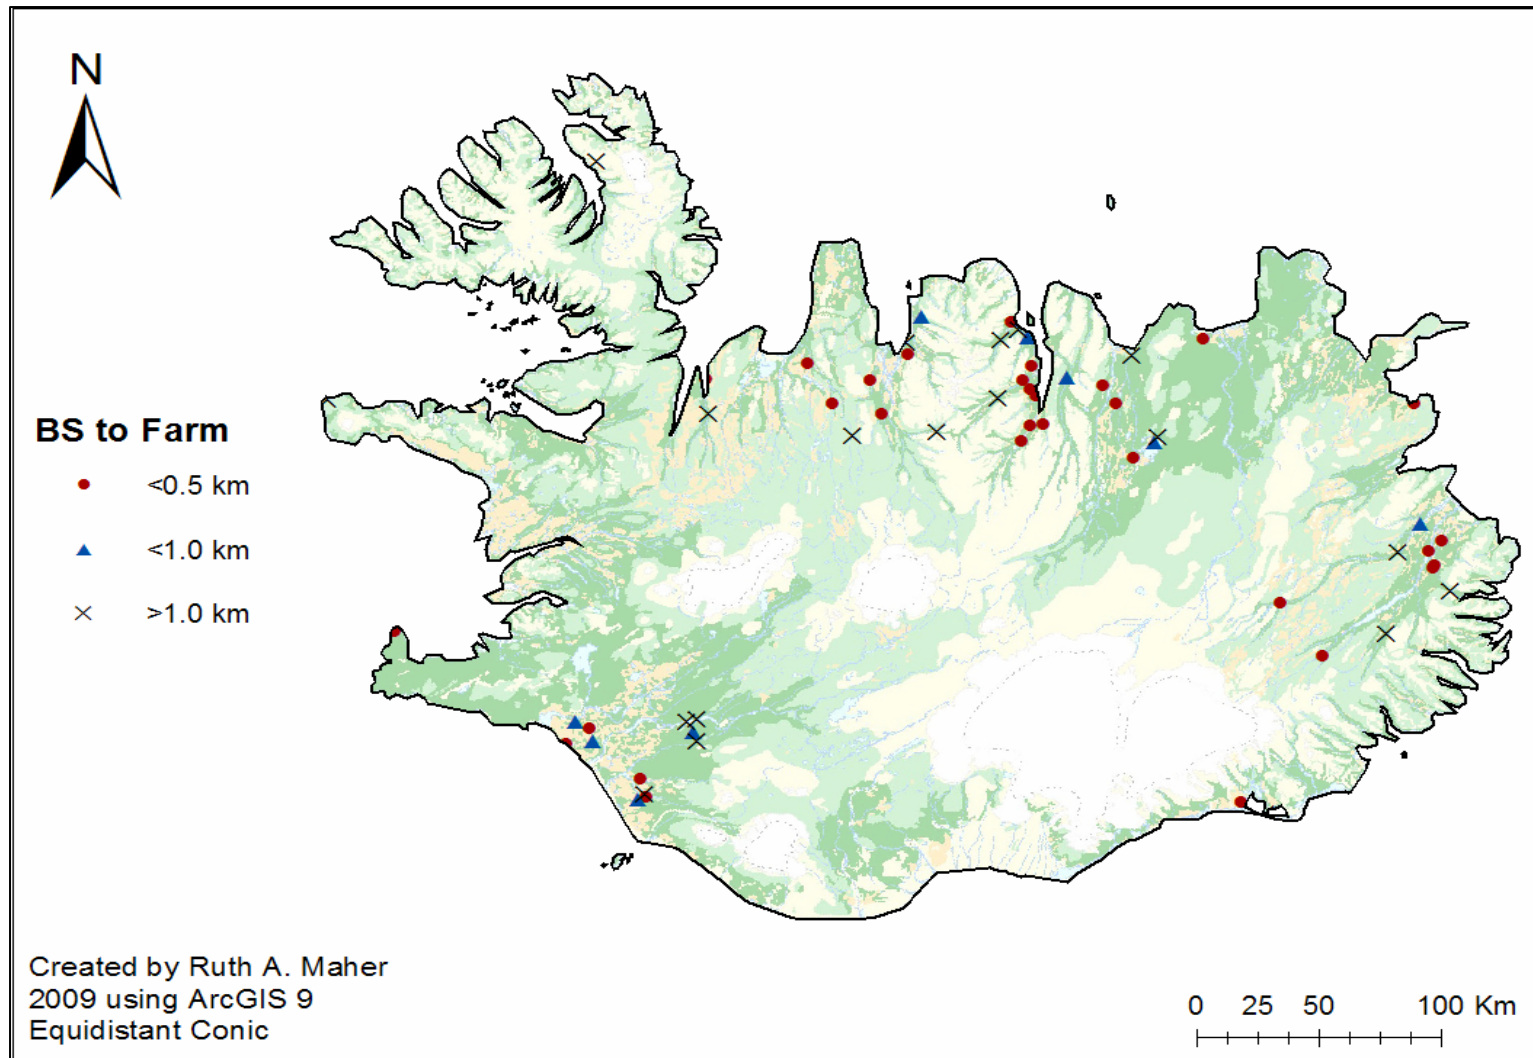 N
BS to Farm
<0.5 km
<1.0 km
>1.0 km
Created by Ruth A. Maher
2009 using ArcGIS 9
Equidistant Conic
0 25 50 100 Km